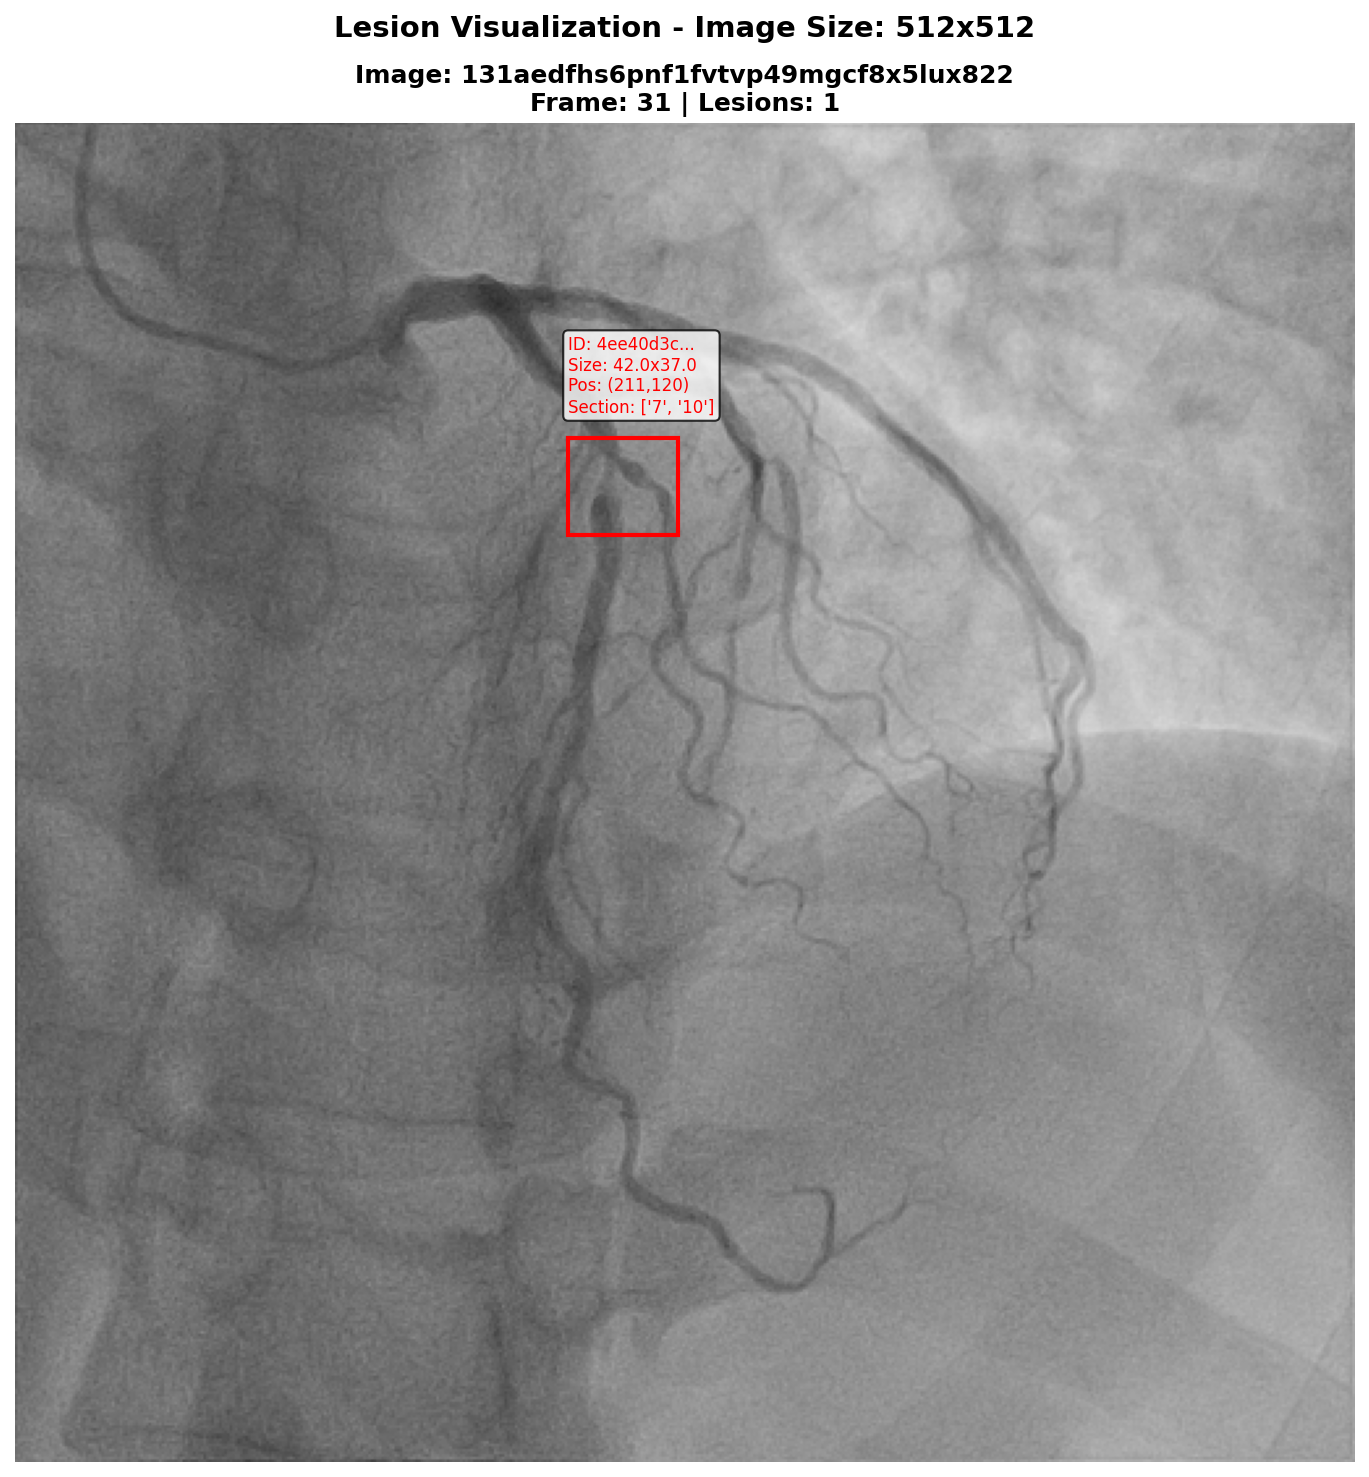 Lesion Visualization - Image Size: 512x512
Image: 131aedfhs6pnf1fvtvp49mgcf8x5lux822
Frame: 31 | Lesions: 1
ID: 4ee40d3c...
Size: 42.0x37.0
Pos: (211,120)
Section: ['7', '10']